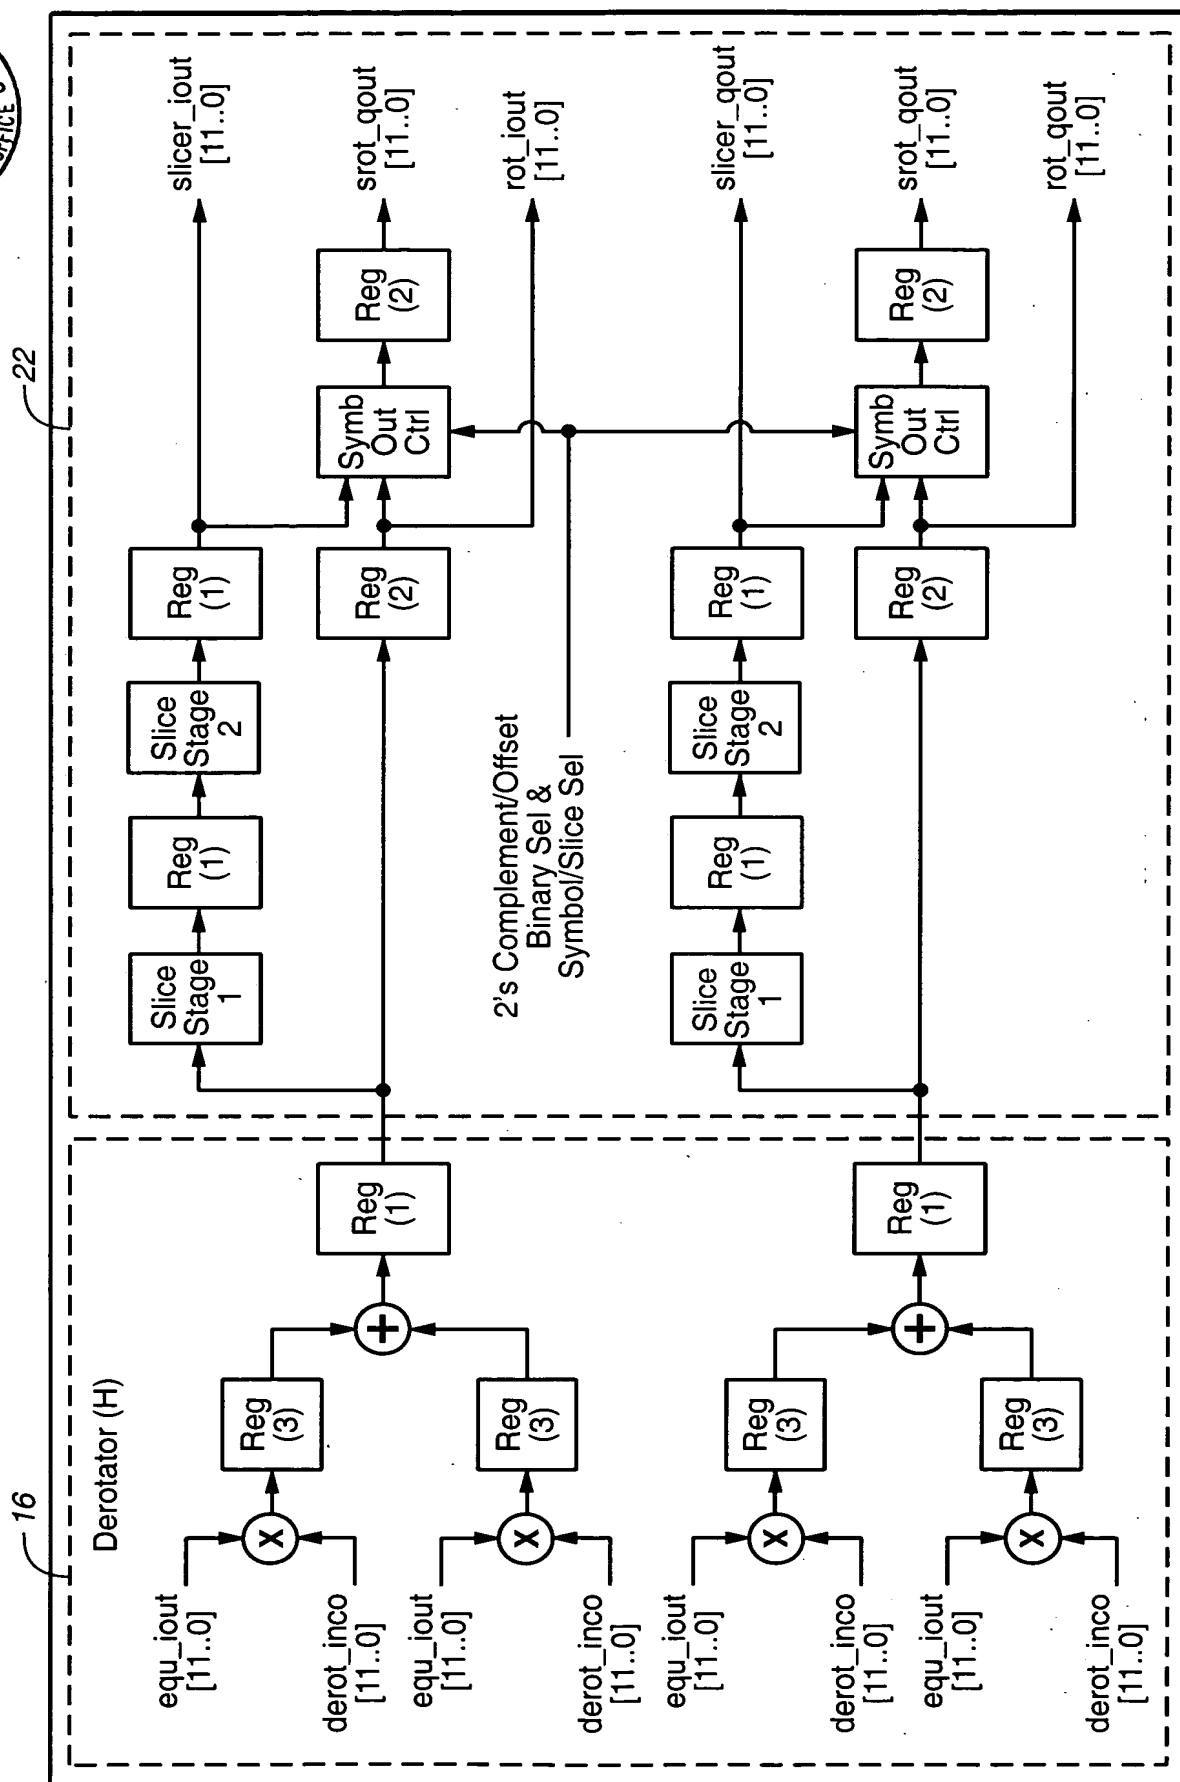 OFFICE
22
16
Derotator (H)
equ_iout
[11..0]
derot_inco
[11..0]
equ_iout
[11..0]
derot_inco
[11..0]
equ_iout
[11..0]
derot_inco
[11..0]
equ_iout
[11..0]
derot_inco
[11..0]
X
X
X
X
Reg
(3)
Reg
(3)
Reg
(3)
Reg
(3)
+
+
Reg
(1)
Reg
(1)
Slice
Stage
1
Reg
(1)
Slice
Stage
2
Reg
(1)
slicer_iout
[11..0]
Reg
(2)
Symb
Out
Ctrl
Reg
(2)
srot_qout
[11..0]
rot_iout
[11..0]
2's Complement/Offset
Binary Sel &
Symbol/Slice Sel
Slice
Stage
1
Reg
(1)
Slice
Stage
2
Reg
(1)
slicer_qout
[11..0]
Reg
(2)
Symb
Out
Ctrl
Reg
(2)
srot_qout
[11..0]
rot_qout
[11..0]